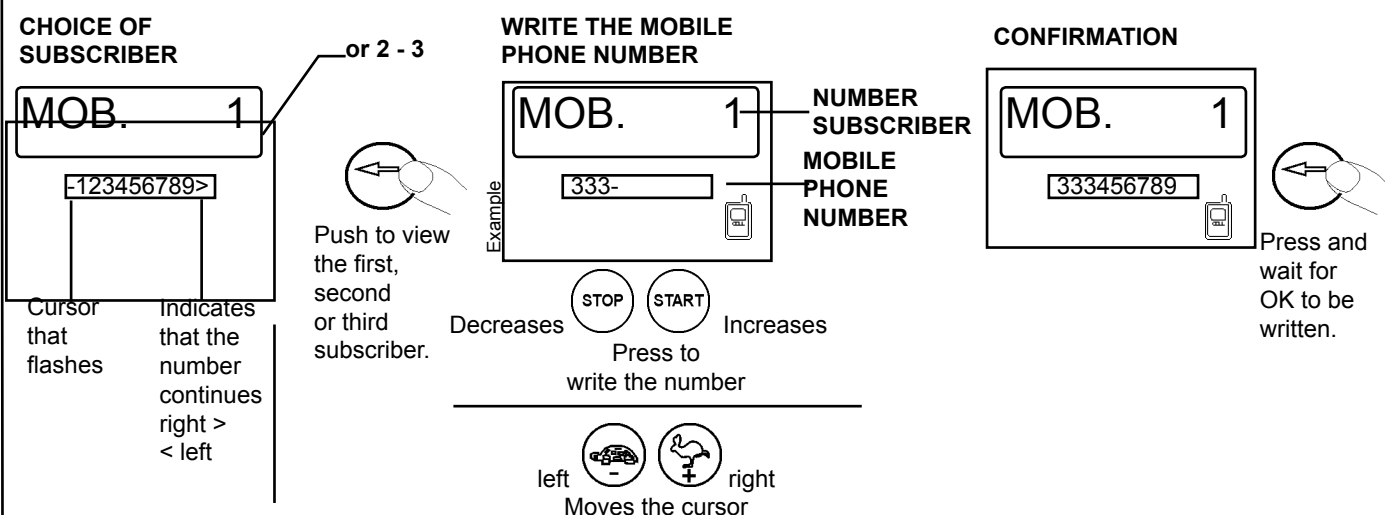 CHOICE OF
SUBSCRIBER
or 2 - 3
MOB. 1
-123456789>
Cursor
that
flashes
Indicates
that the
number
continues
right >
< left
Push to view
the first,
second
or third
subscriber.
WRITE THE MOBILE
PHONE NUMBER
MOB. 1
NUMBER
SUBSCRIBER
333-
MOBILE
PHONE
NUMBER
Example
CELL
STOP START
Decreases Increases
Press to
write the number
- +
left right
Moves the cursor
CONFIRMATION
MOB. 1
333456789
CELL
Press and
wait for
OK to be
written.